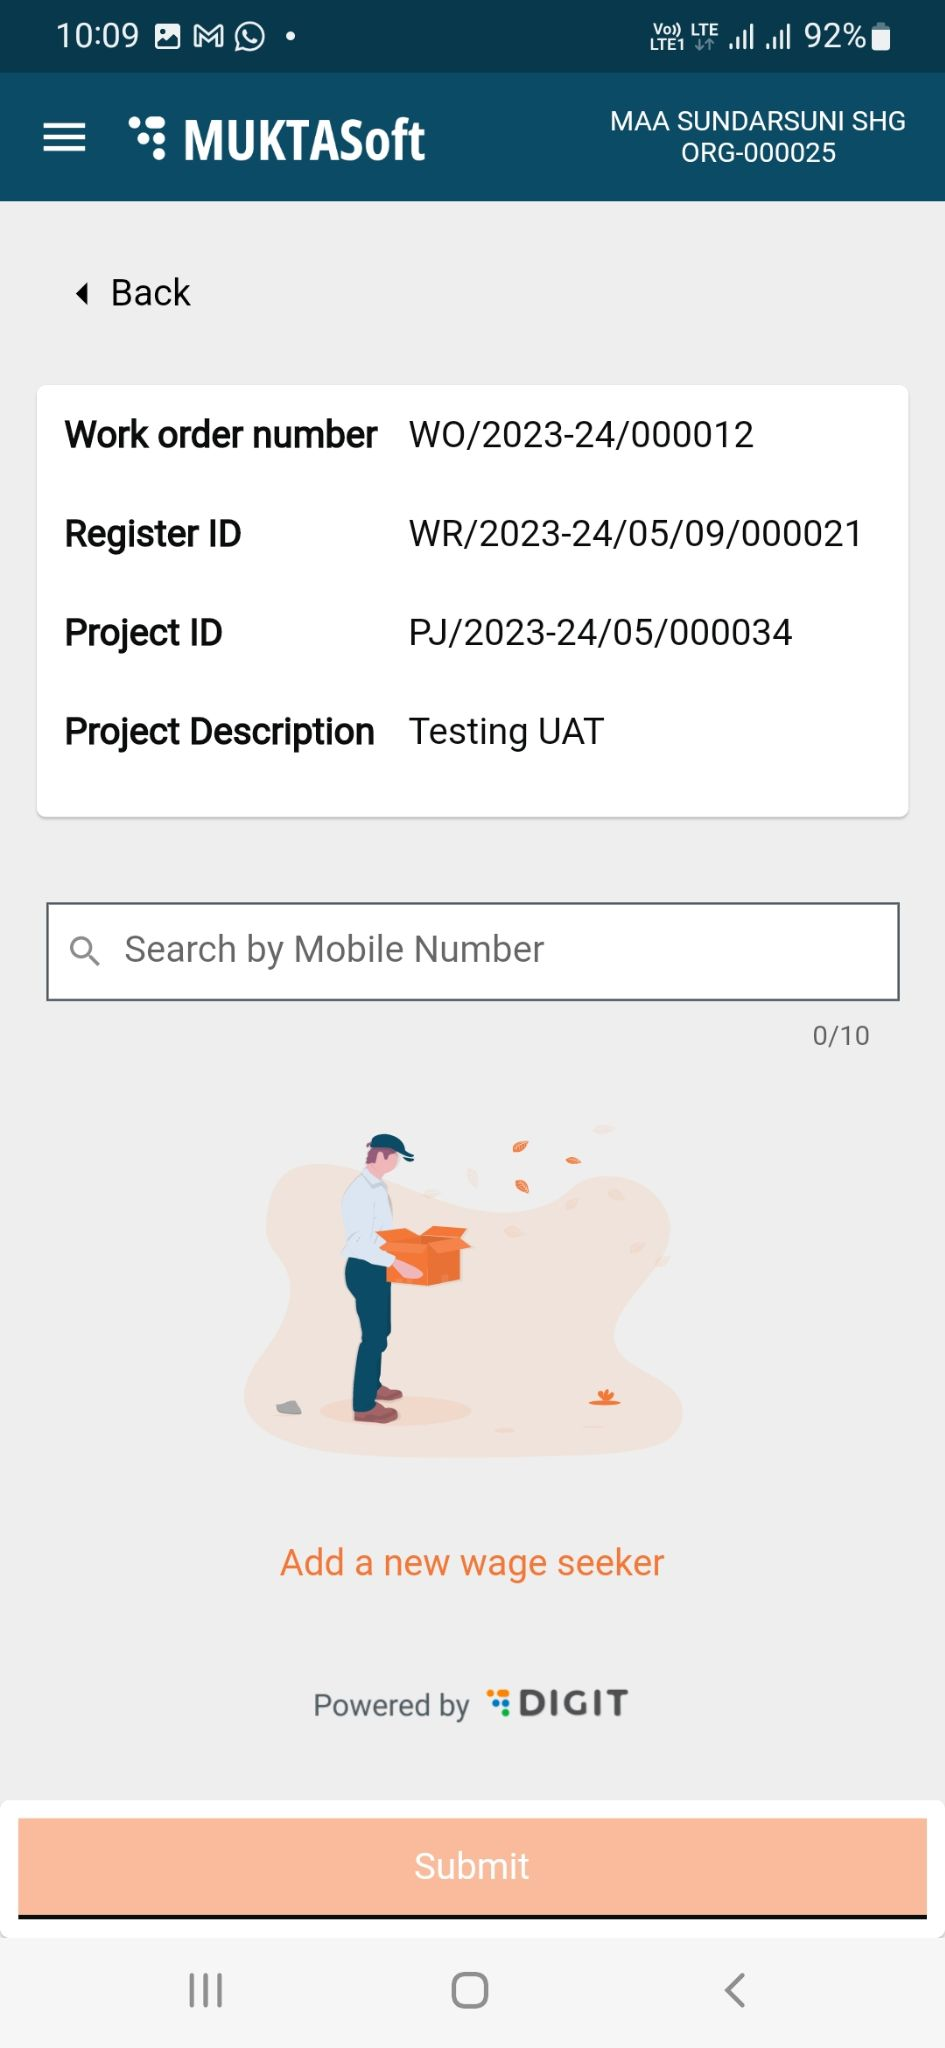 10:09 Vo)) LTE1 LTE 92%
MUKTASoft
MAA SUNDARSUNI SHG
ORG-000025
Back
Work order number WO/2023-24/000012
Register ID WR/2023-24/05/09/000021
Project ID PJ/2023-24/05/000034
Project Description Testing UAT
Search by Mobile Number
0/10
Add a new wage seeker
Powered by DIGIT
Submit